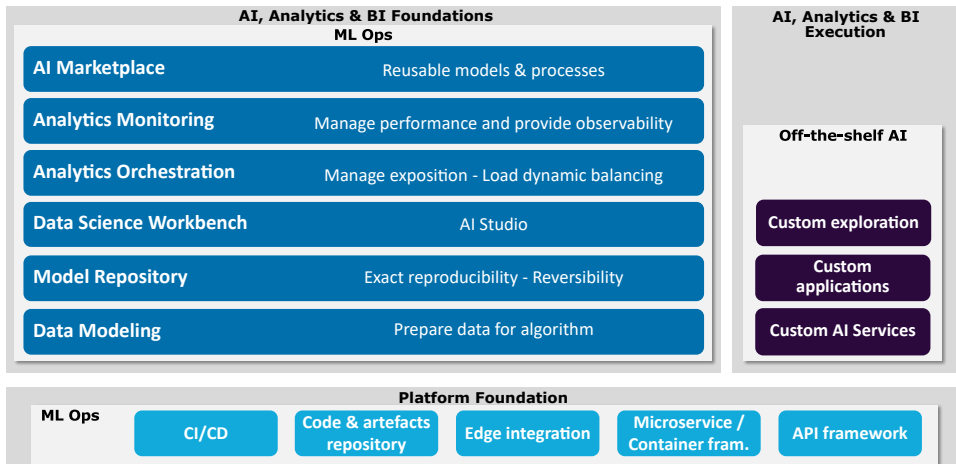 AI, Analytics & BI Foundations
ML Ops
AI Marketplace Reusable models & processes
Analytics Monitoring Manage performance and provide observability
Analytics Orchestration Manage exposition - Load dynamic balancing
Data Science Workbench AI Studio
Model Repository Exact reproducibility - Reversibility
Data Modeling Prepare data for algorithm
AI, Analytics & BI
Execution
Off-the-shelf AI
Custom exploration
Custom
applications
Custom AI Services
Platform Foundation
ML Ops
CI/CD
Code & artefacts
repository
Edge integration
Microservice /
Container fram.
API framework